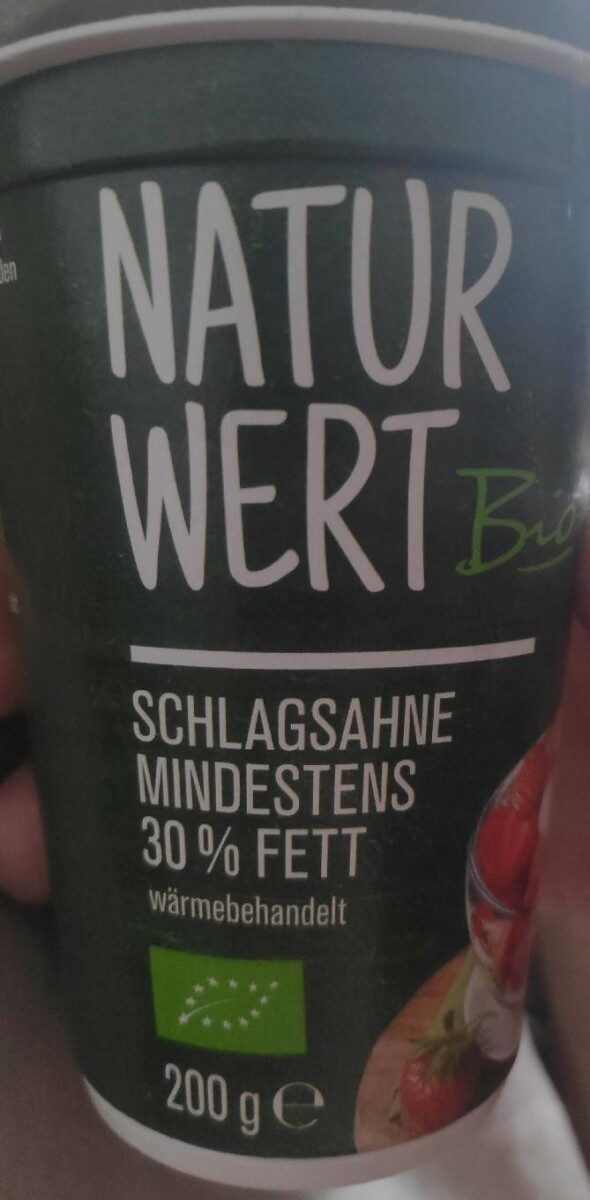 NATUR
WERT
Bio
SCHLAGSAHNE
MINDESTENS
30 % FETT
wärmebehandelt
200 g e